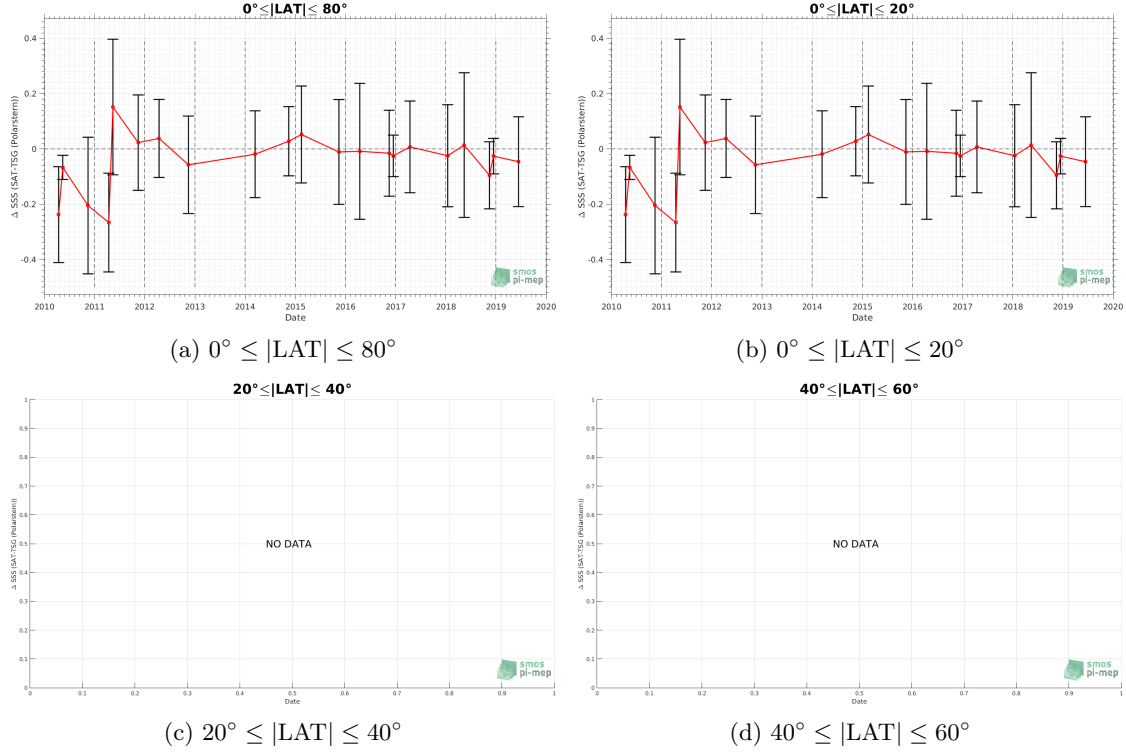 0°≤|LAT|≤ 80°
0.4
0.2
0
-0.2
-0.4
Δ SSS (SAT-TSG (Polarstern))
2010 2011 2012 2013 2014 2015 2016 2017 2018 2019 2020
Date
smos
pi-mep
(a) 0° ≤ |LAT| ≤ 80°
0°≤|LAT|≤ 20°
0.4
0.2
0
-0.2
-0.4
Δ SSS (SAT-TSG (Polarstern))
2010 2011 2012 2013 2014 2015 2016 2017 2018 2019 2020
Date
smos
pi-mep
(b) 0° ≤ |LAT| ≤ 20°
20°≤|LAT|≤ 40°
1
0.9
0.8
0.7
0.6
0.5
0.4
0.3
0.2
0.1
0
Δ SSS (SAT-TSG (Polarstern))
NO DATA
0 0.1 0.2 0.3 0.4 0.5 0.6 0.7 0.8 0.9 1
Date
smos
pi-mep
(c) 20° ≤ |LAT| ≤ 40°
40°≤|LAT|≤ 60°
1
0.9
0.8
0.7
0.6
0.5
0.4
0.3
0.2
0.1
0
Δ SSS (SAT-TSG (Polarstern))
NO DATA
0 0.1 0.2 0.3 0.4 0.5 0.6 0.7 0.8 0.9 1
Date
smos
pi-mep
(d) 40° ≤ |LAT| ≤ 60°